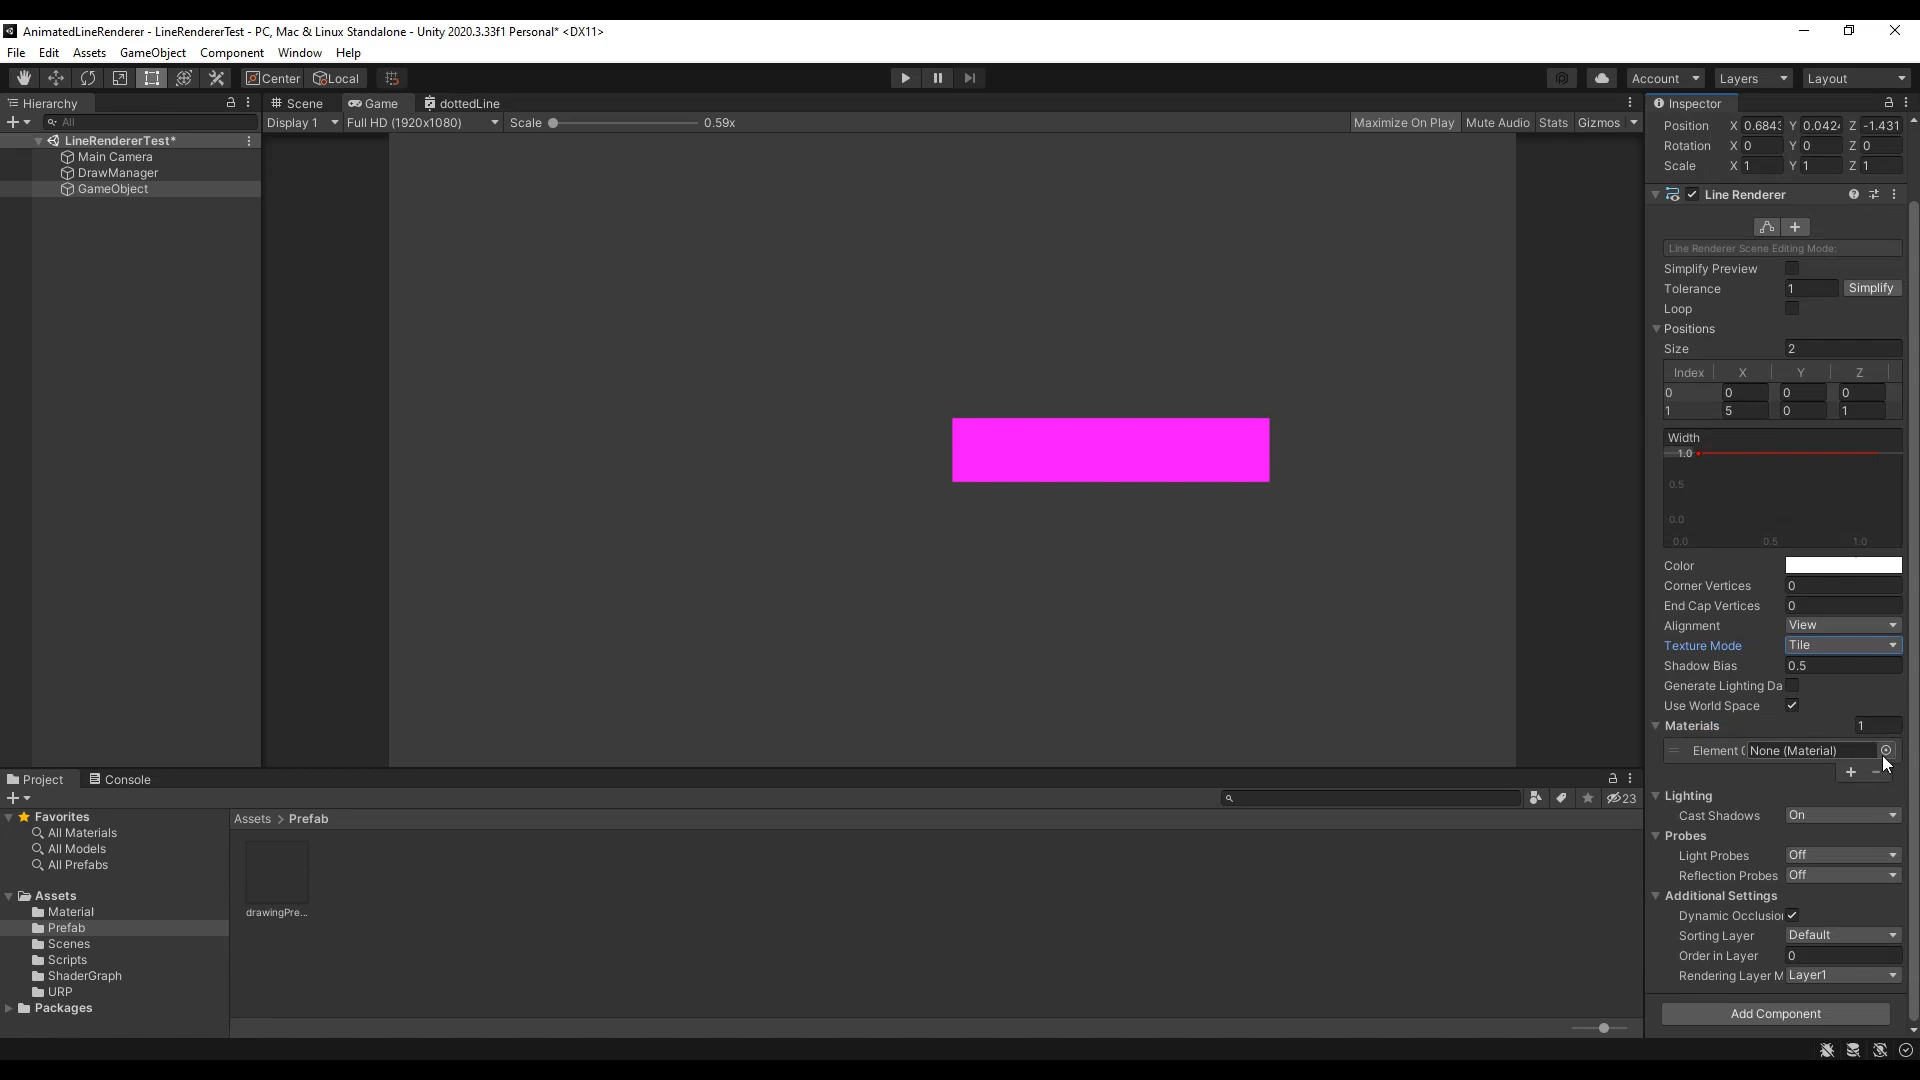 AnimatedLineRenderer - LineRendererTest - PC, Mac & Linux Standalone - Unity 2020.3.33f1 Personal* <DX11>
File Edit Assets GameObject Component Window Help
Center Local Account Layers Layout
Hierarchy Scene Game dottedLine Inspector
All Display 1 Full HD (1920x1080) Scale 0.59x Maximize On Play Mute Audio Stats Gizmos
LineRendererTest*
Main Camera
DrawManager
GameObject
Position X 0.6843 Y 0.0424 Z -1.431
Rotation X 0 Y 0 Z 0
Scale X 1 Y 1 Z 1
Line Renderer
Line Renderer Scene Editing Mode:
Simplify Preview
Tolerance 1 Simplify
Loop
Positions
Size 2
Index X Y Z
0 0 0 0
1 5 0 1
Width
1.0
0.5
0.0
0.0 0.5 1.0
Color
Corner Vertices 0
End Cap Vertices 0
Alignment View
Texture Mode Tile
Shadow Bias 0.5
Generate Lighting Da
Use World Space
Materials 1
Element None (Material)
Lighting
Cast Shadows On
Probes
Light Probes Off
Reflection Probes Off
Additional Settings
Dynamic Occlusion
Sorting Layer Default
Order in Layer 0
Rendering Layer M Layer1
Add Component
Project Console
23
Favorites
All Materials
All Models
All Prefabs
Assets
Material
Prefab
Scenes
Scripts
ShaderGraph
URP
Packages
Assets > Prefab
drawingPre...